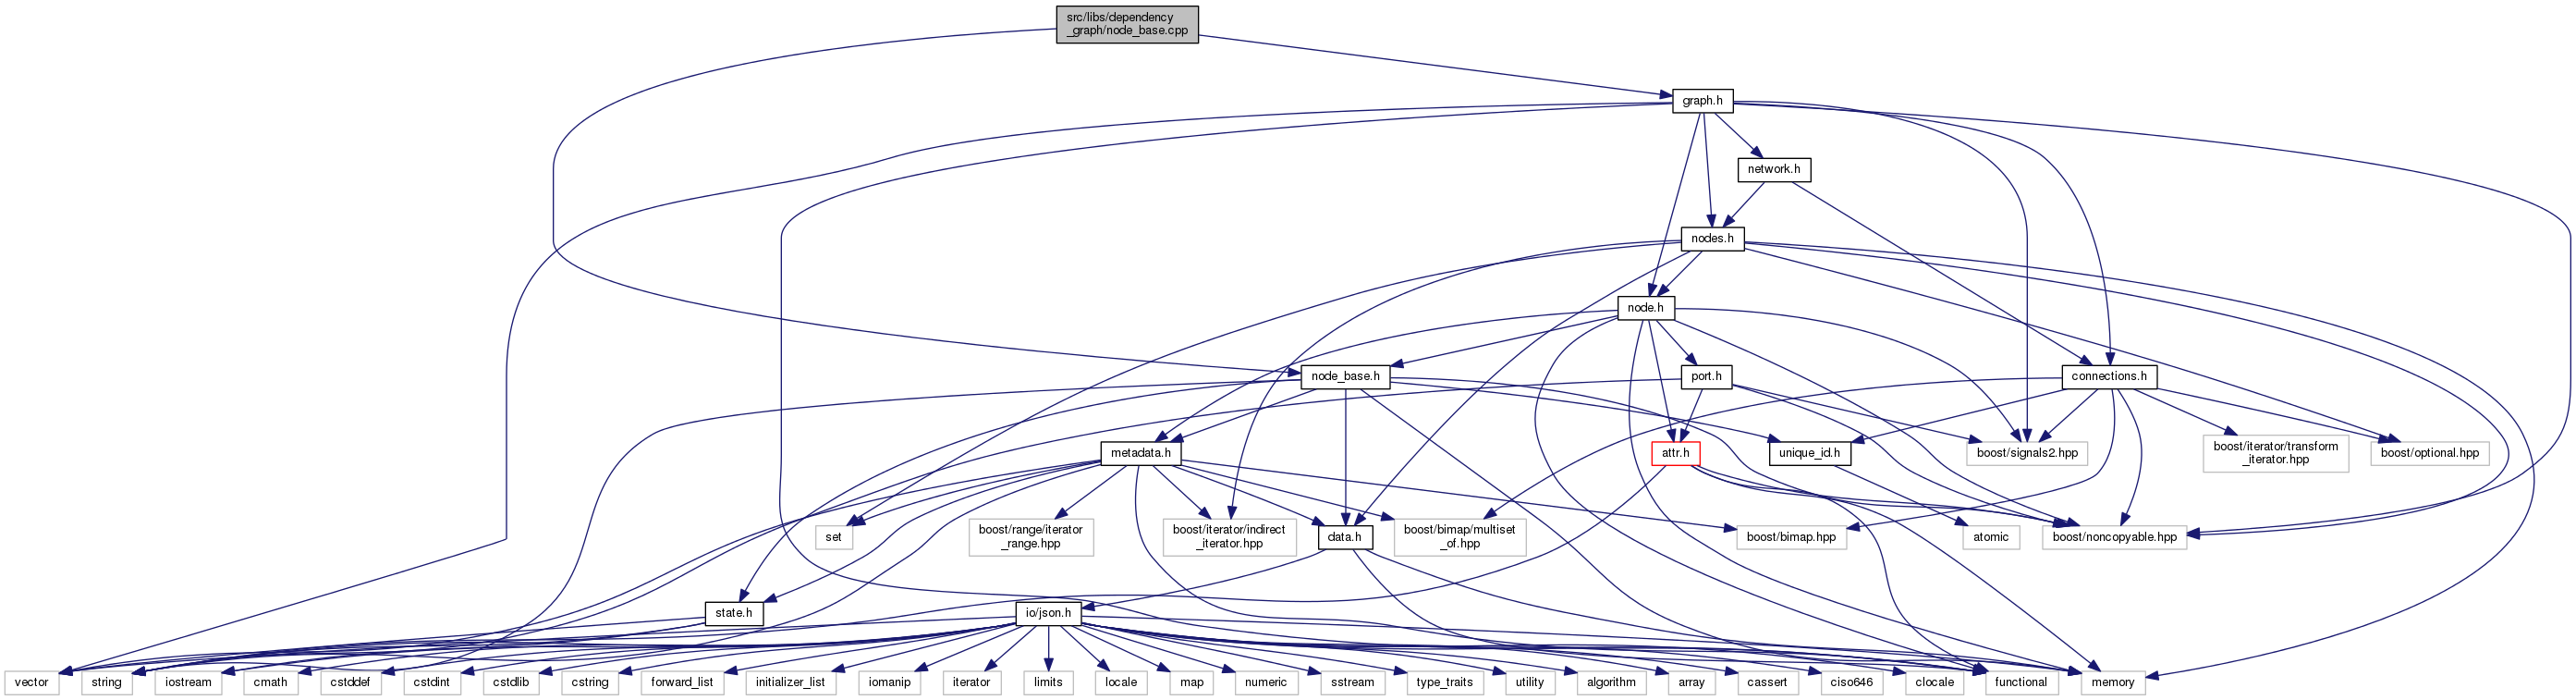 src/libs/dependency
_graph/node_base.cpp
graph.h
network.h
nodes.h
node.h
node_base.h
port.h
connections.h
metadata.h
attr.h
unique_id.h
boost/signals2.hpp
boost/iterator/transform
_iterator.hpp
boost/optional.hpp
set
boost/range/iterator
_range.hpp
boost/iterator/indirect
_iterator.hpp
data.h
boost/bimap/multiset
_of.hpp
boost/bimap.hpp
atomic
boost/noncopyable.hpp
state.h
io/json.h
vector
string
iostream
cmath
cstddef
cstdint
cstdlib
cstring
forward_list
initializer_list
iomanip
iterator
limits
locale
map
numeric
sstream
type_traits
utility
algorithm
array
cassert
ciso646
clocale
functional
memory